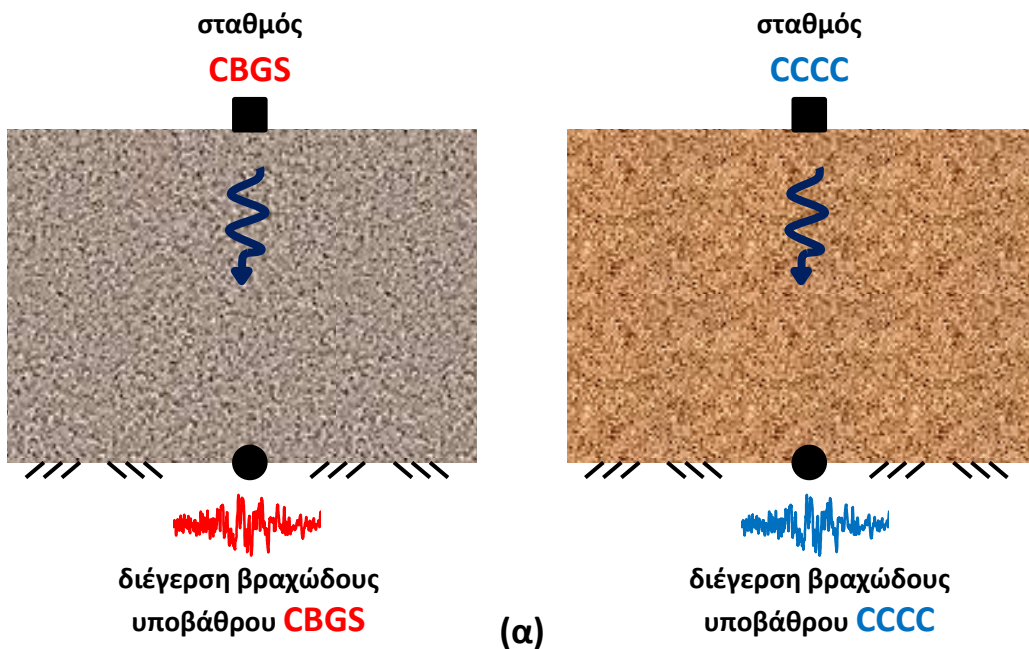 σταθμός
CBGS
διέγερση βραχώδους
υποβάθρου CBGS
σταθμός
CCCC
διέγερση βραχώδους
υποβάθρου CCCC
(α)